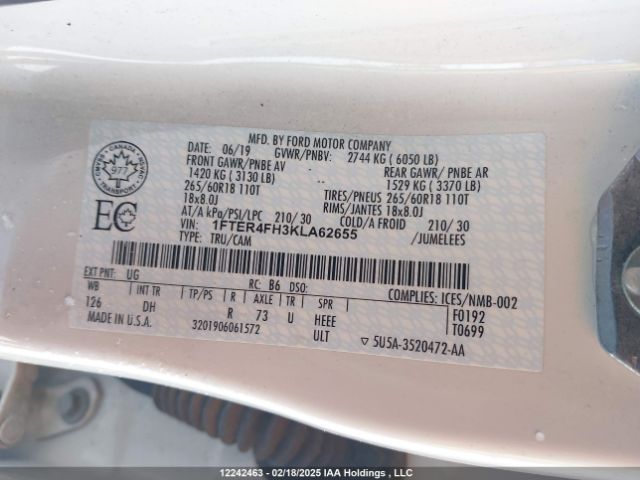 MFD. BY FORD MOTOR COMPANY
DATE: 06/19 GVWR/PNBV: 2744 KG ( 6050 LB)
FRONT GAWR/PNBE AV REAR GAWR/ PNBE AR
1420 KG ( 3130 LB) 1529 KG ( 3370 LB)
265/60R18 110T TIRES/PNEUS 265/60R18 110T
18x8.0J RIMS/JANTES 18x8.0J
AT/A kPa/PSI/LPC 210/ 30 COLD/A FROID 210/ 30
VIN: 1FTER4FH3KLA62655 /JUMELEES
TYPE: TRU/CAM
CANADA
977
EC
EXT PNT: UG RC: B6 DSO: COMPLIES: ICES/NMB-002
WB INT TR TP/PS R AXLE TR SPR F0192
126 DH R 73 U HEEE T0699
MADE IN U.S.A. 3201906061572 ULT ▽ 5U5A-3520472-AA
12242463 - 02/18/2025 IAA Holdings , LLC